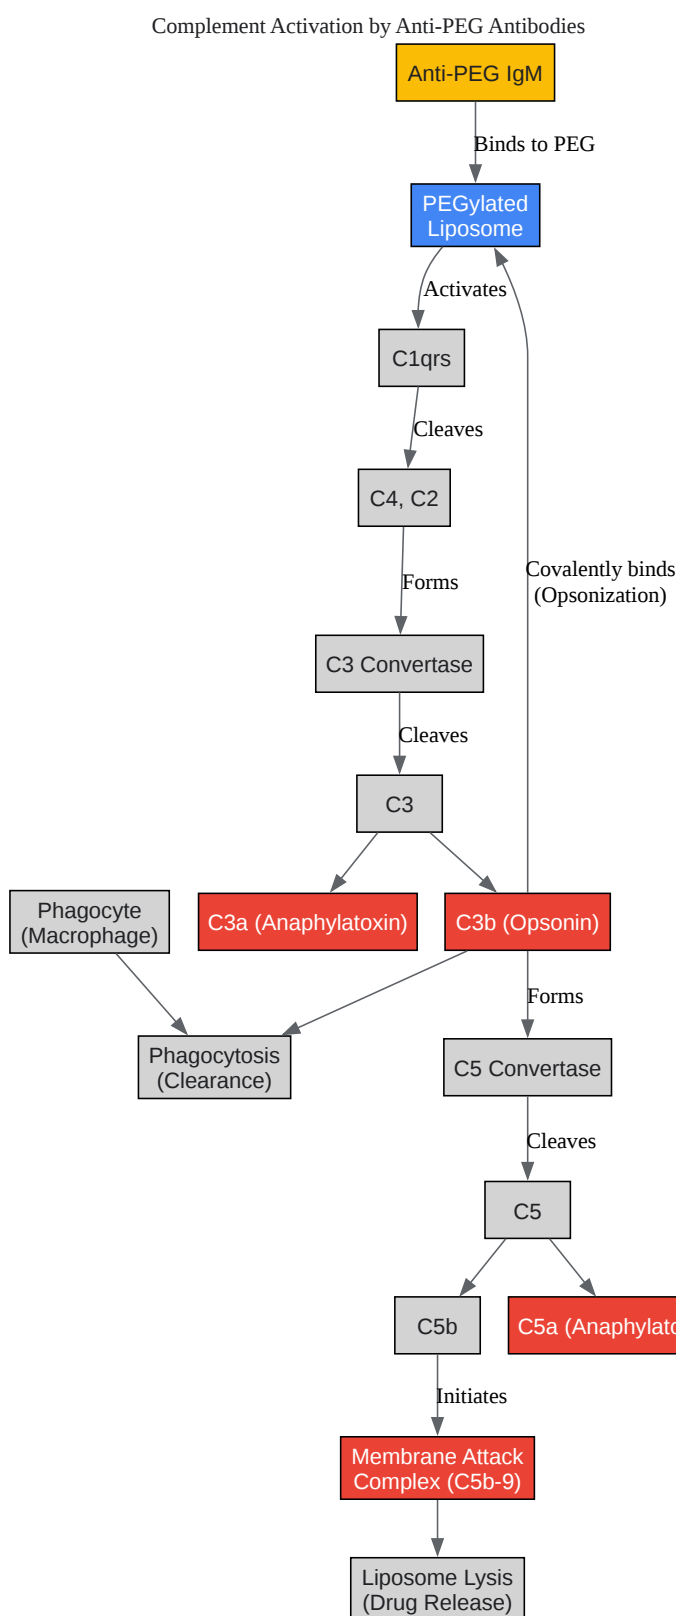 Complement Activation by Anti-PEG Antibodies
Anti-PEG IgM
Binds to PEG
PEGylated
Liposome
Activates
C1qrs
Cleaves
C4, C2
Forms
Covalently binds
(Opsonization)
C3 Convertase
Cleaves
C3
Phagocyte
(Macrophage)
C3a (Anaphylatoxin)
C3b (Opsonin)
Forms
Phagocytosis
(Clearance)
C5 Convertase
Cleaves
C5
C5b
C5a (Anaphylato
Initiates
Membrane Attack
Complex (C5b-9)
Liposome Lysis
(Drug Release)